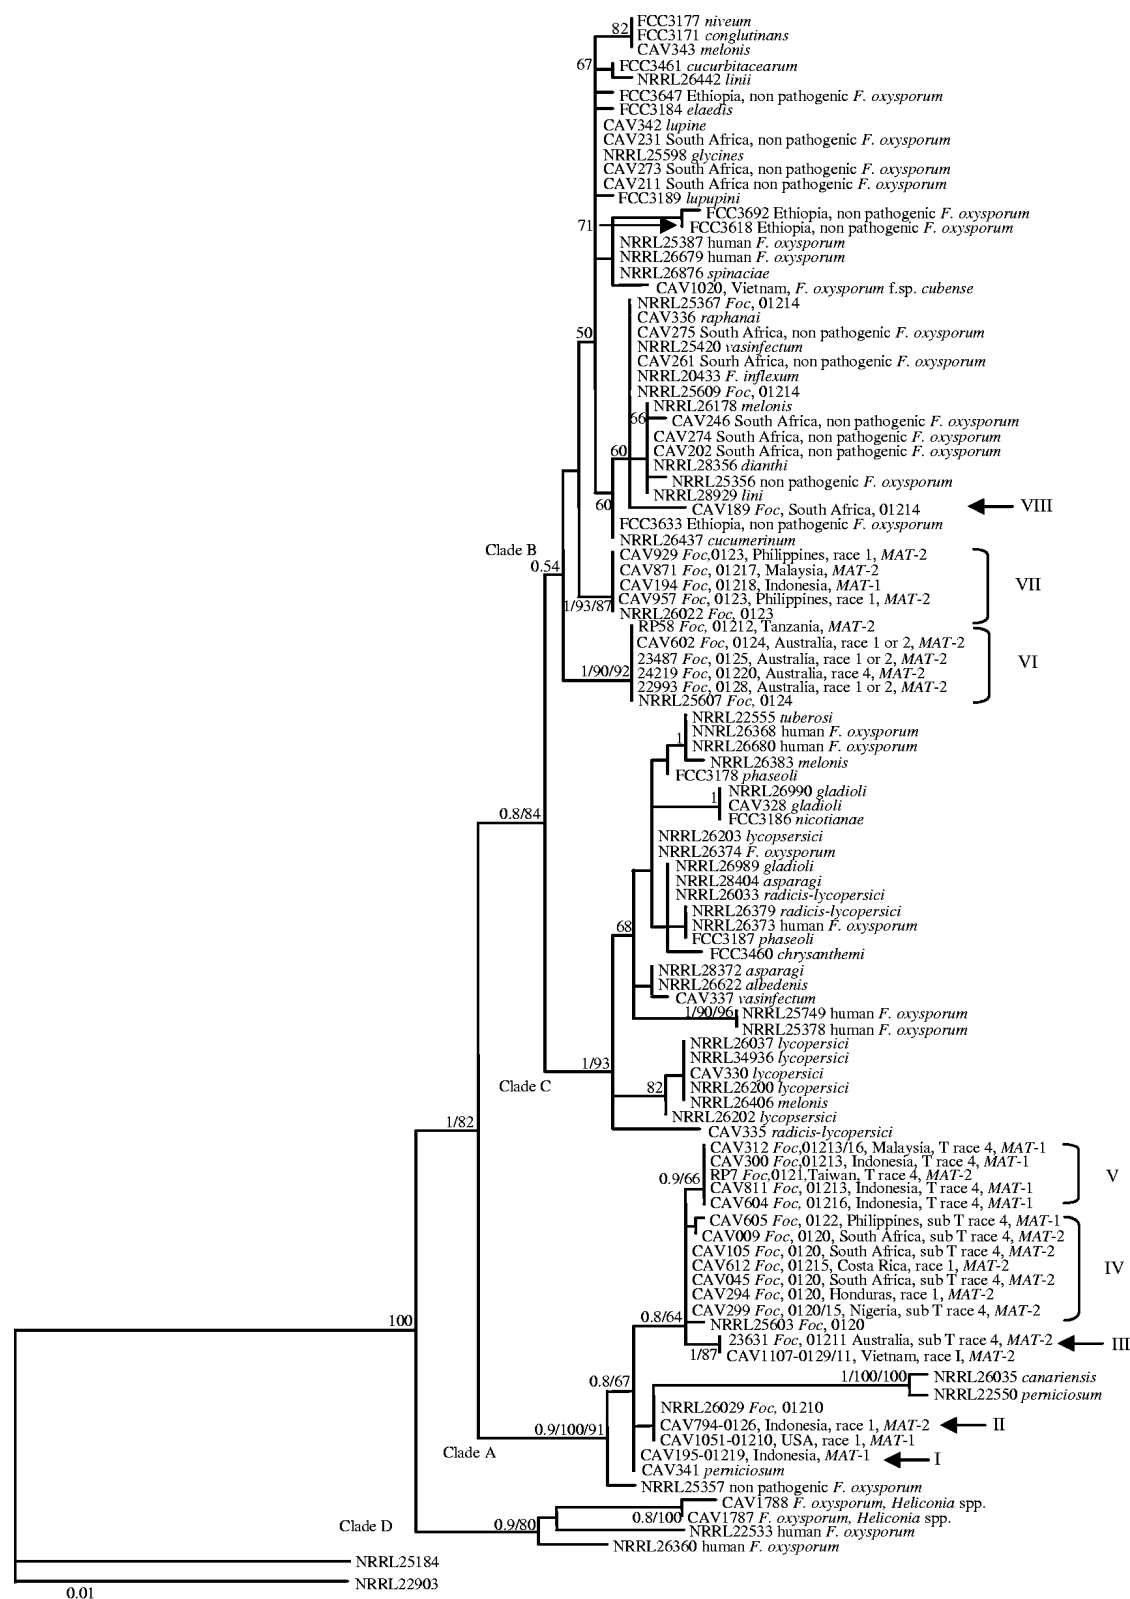 82
FCC3177 niveum
FCC3171 conglutinans
CAV343 melonis
67
FCC3461 cucurbitacearum
NRRL26442 linii
FCC3647 Ethiopia, non pathogenic F. oxysporum
FCC3184 elaedis
CAV342 lupine
CAV231 South Africa, non pathogenic F. oxysporum
NRRL25598 glycines
CAV273 South Africa, non pathogenic F. oxysporum
CAV211 South Africa non pathogenic F. oxysporum
FCC3189 lupupini
FCC3692 Ethiopia, non pathogenic F. oxysporum
71
FCC3618 Ethiopia, non pathogenic F. oxysporum
NRRL25387 human F. oxysporum
NRRL26679 human F. oxysporum
NRRL26876 spinaciae
CAV1020, Vietnam, F. oxysporum f.sp. cubense
NRRL25367 Foc, 01214
CAV336 raphanai
50
CAV275 South Africa, non pathogenic F. oxysporum
NRRL25420 vasinfectum
CAV261 Sourh Africa, non pathogenic F. oxysporum
NRRL20433 F. inflexum
NRRL25609 Foc, 01214
NRRL26178 melonis
66
CAV246 South Africa, non pathogenic F. oxysporum
CAV274 South Africa, non pathogenic F. oxysporum
60
CAV202 South Africa, non pathogenic F. oxysporum
NRRL28356 dianthi
NRRL25356 non pathogenic F. oxysporum
NRRL28929 lini
60
CAV189 Foc, South Africa, 01214
VIII
FCC3633 Ethiopia, non pathogenic F. oxysporum
NRRL26437 cucumerinum
Clade B
0.54
CAV929 Foc,0123, Philippines, race 1, MAT-2
CAV871 Foc, 01217, Malaysia, MAT-2
CAV194 Foc, 01218, Indonesia, MAT-1
VII
CAV957 Foc, 0123, Philippines, race 1, MAT-2
1/93/87
NRRL26022 Foc, 0123
RP58 Foc, 01212, Tanzania, MAT-2
CAV602 Foc, 0124, Australia, race 1 or 2, MAT-2
23487 Foc, 0125, Australia, race 1 or 2, MAT-2
VI
1/90/92
24219 Foc, 01220, Australia, race 4, MAT-2
22993 Foc, 0128, Australia, race 1 or 2, MAT-2
NRRL25607 Foc, 0124
NRRL22555 tuberosi
NNRL26368 human F. oxysporum
1
NRRL26680 human F. oxysporum
NRRL26383 melonis
FCC3178 phaseoli
NRRL26990 gladioli
1
CAV328 gladioli
0.8/84
FCC3186 nicotianae
NRRL26203 lycopsersici
NRRL26374 F. oxysporum
NRRL26989 gladioli
NRRL28404 asparagi
NRRL26033 radicis-lycopersici
NRRL26379 radicis-lycopersici
68
NRRL26373 human F. oxysporum
FCC3187 phaseoli
FCC3460 chrysanthemi
NRRL28372 asparagi
NRRL26622 albedenis
CAV337 vasinfectum
1/90/96
NRRL25749 human F. oxysporum
NRRL25378 human F. oxysporum
NRRL26037 lycopersici
NRRL34936 lycopersici
1/93
CAV330 lycopersici
Clade C
82
NRRL26200 lycopersici
NRRL26406 melonis
NRRL26202 lycopsersici
1/82
CAV335 radicis-lycopersici
CAV312 Foc,01213/16, Malaysia, T race 4, MAT-1
CAV300 Foc,01213, Indonesia, T race 4, MAT-1
0.9/66
RP7 Foc,0121,Taiwan, T race 4, MAT-2
V
CAV811 Foc, 01213, Indonesia, T race 4, MAT-1
CAV604 Foc, 01216, Indonesia, T race 4, MAT-1
CAV605 Foc, 0122, Philippines, sub T race 4, MAT-1
CAV009 Foc, 0120, South Africa, sub T race 4, MAT-2
CAV105 Foc, 0120, South Africa, sub T race 4, MAT-2
CAV612 Foc, 01215, Costa Rica, race 1, MAT-2
IV
CAV045 Foc, 0120, South Africa, sub T race 4, MAT-2
CAV294 Foc, 0120, Honduras, race 1, MAT-2
CAV299 Foc, 0120/15, Nigeria, sub T race 4, MAT-2
100
0.8/64
NRRL25603 Foc, 0120
23631 Foc, 01211 Australia, sub T race 4, MAT-2
III
1/87
CAV1107-0129/11, Vietnam, race I, MAT-2
0.8/67
1/100/100
NRRL26035 canariensis
NRRL22550 perniciosum
NRRL26029 Foc, 01210
CAV794-0126, Indonesia, race 1, MAT-2
II
0.9/100/91
CAV1051-01210, USA, race 1, MAT-1
Clade A
CAV195-01219, Indonesia, MAT-1
I
CAV341 perniciosum
NRRL25357 non pathogenic F. oxysporum
CAV1788 F. oxysporum, Heliconia spp.
0.8/100
CAV1787 F. oxysporum, Heliconia spp.
Clade D
0.9/80
NRRL22533 human F. oxysporum
NRRL26360 human F. oxysporum
NRRL25184
NRRL22903
0.01